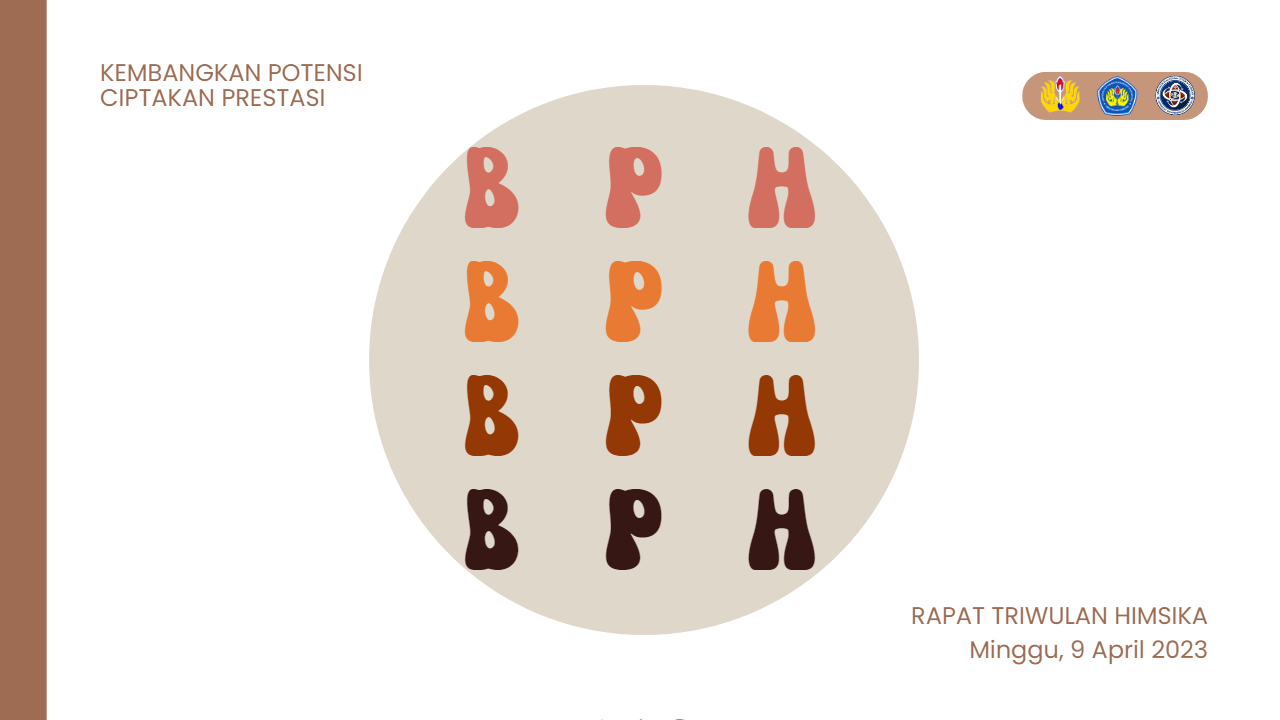 KEMBANGKAN POTENSI
CIPTAKAN PRESTASI
B P H
B P H
B P H
B P H
RAPAT TRIWULAN HIMSIKA
Minggu, 9 April 2023